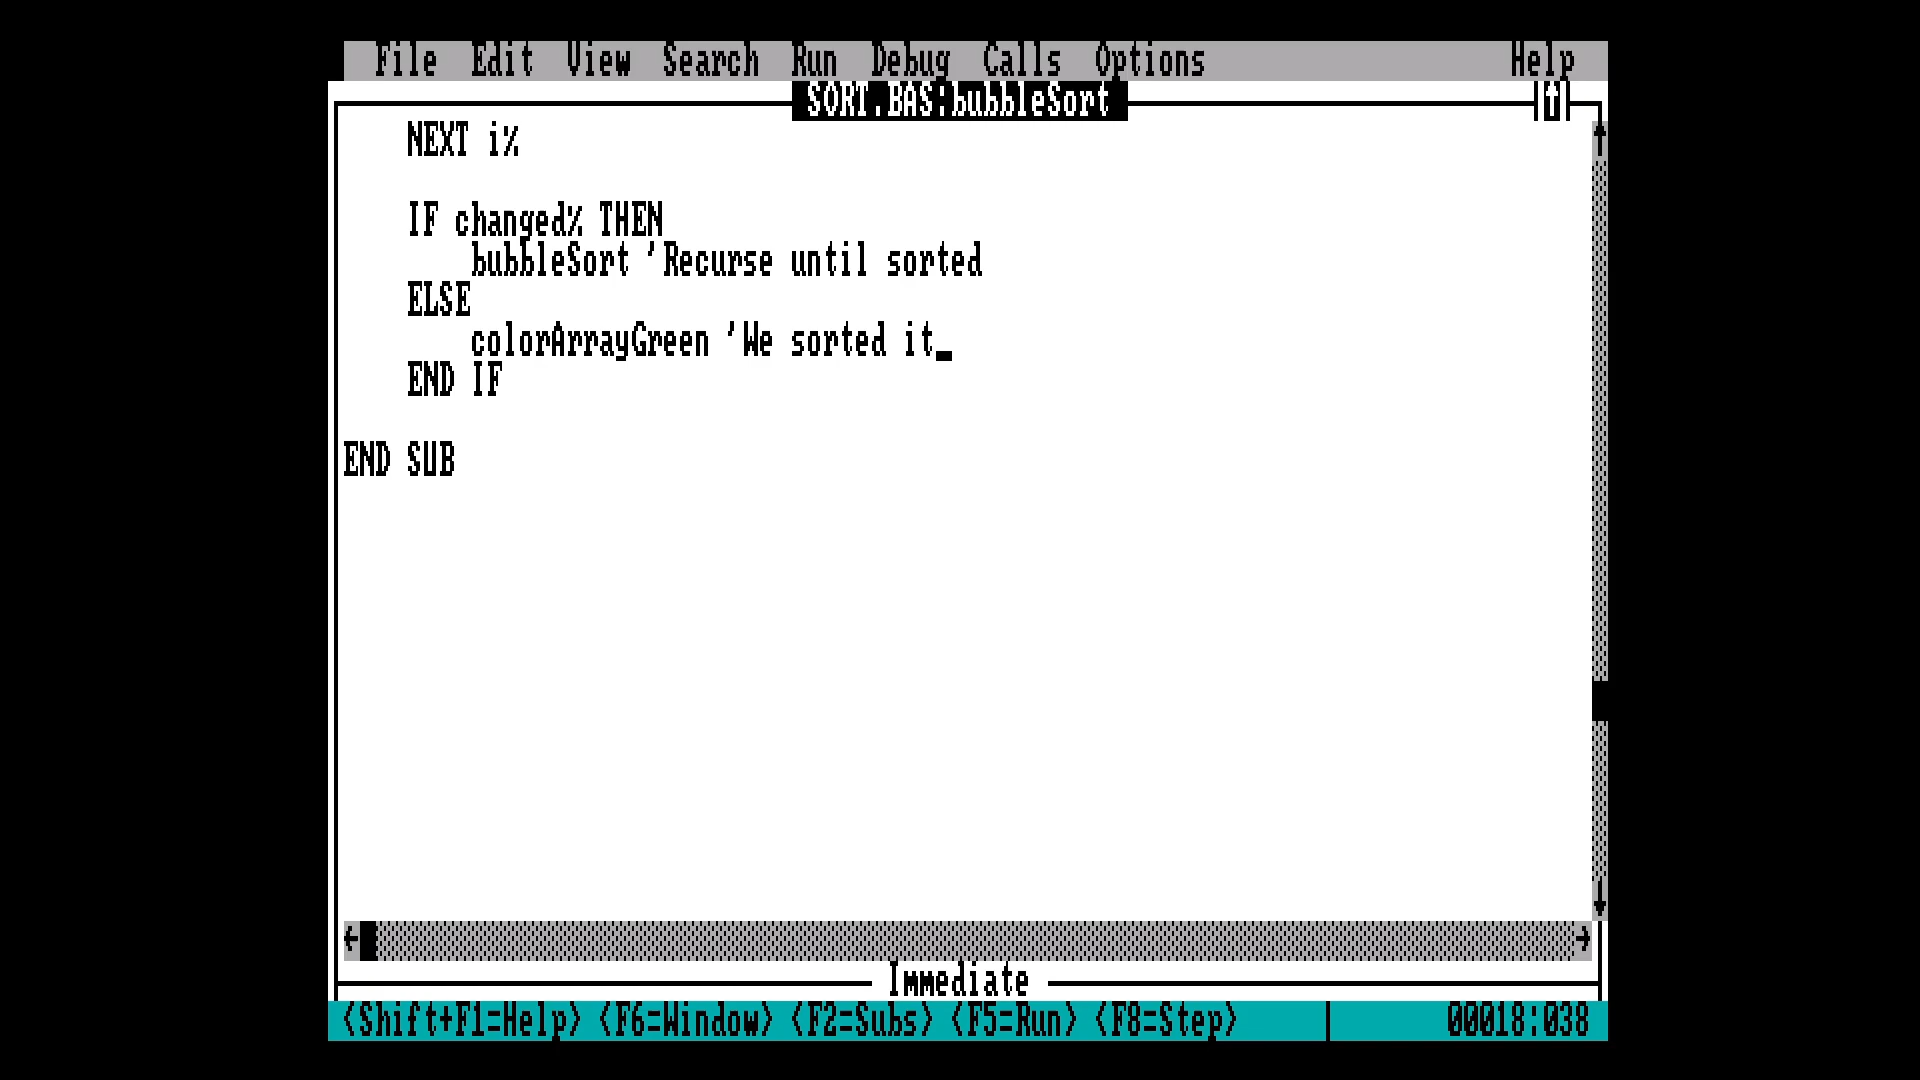 File Edit View Search Run Debug Calls Options Help
SORT.BAS:bubbleSort
NEXT i%
IF changed% THEN
bubbleSort 'Recurse until sorted
ELSE
colorArrayGreen 'We sorted it_
END IF
END SUB
Immediate
<Shift+F1=Help> <F6=Window> <F2=Subs> <F5=Run> <F8=Step> 00018:038